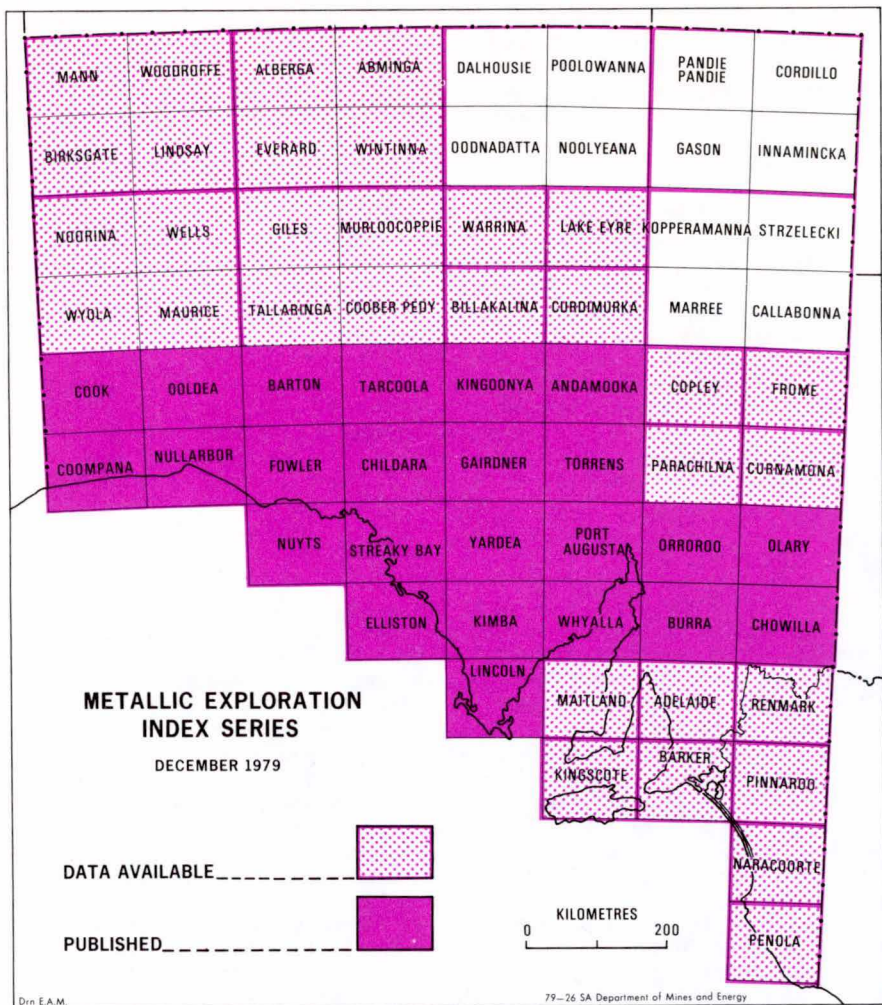 MANN WOODROFFE ALBERGA ABMINGA DALHOUSIE POOLOWANNA PANDIE PANDIE CORDILLO
BIRKSGATE LINDSAY EVERARD WINTINNA OODNADATTA NOOLYEANA GASON INNAMINCKA
NOORINA WELLS GILES MURLOOCOPPIE WARRINA LAKE EYRE KOPPERAMANNA STRZELECKI
WYOLA MAURICE TALLARINGA COOBER PEDY BILLAKALINA CURDIMURKA MARREE CALLABONNA
COOK OOLDEA BARTON TARCOOLA KINGOONYA ANDAMOOKA COPLEY FROME
COOMPANA NULLARBOR FOWLER CHILDARA GAIRDNER TORRENS PARACHILNA CURNAMONA
NUYTS STREAKY BAY YARDEA PORT AUGUSTA ORROROO OLARY
ELLISTON KIMBA WHYALLA BURRA CHOWILLA
LINCOLN MAITLAND ADELAIDE RENMARK
KINGSCOTE BARKER PINNAROO
NARACOORTE
PENOLA
METALLIC EXPLORATION
INDEX SERIES
DECEMBER 1979
DATA AVAILABLE
PUBLISHED
KILOMETRES
0 200
Drn E.A.M.
79—26 SA Department of Mines and Energy